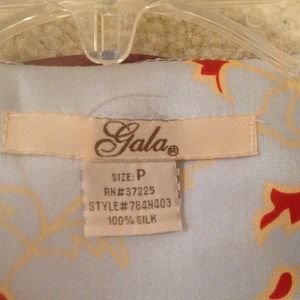 gala®
SIZE: P
RN#37225
STYLE#784N403
100% SILK